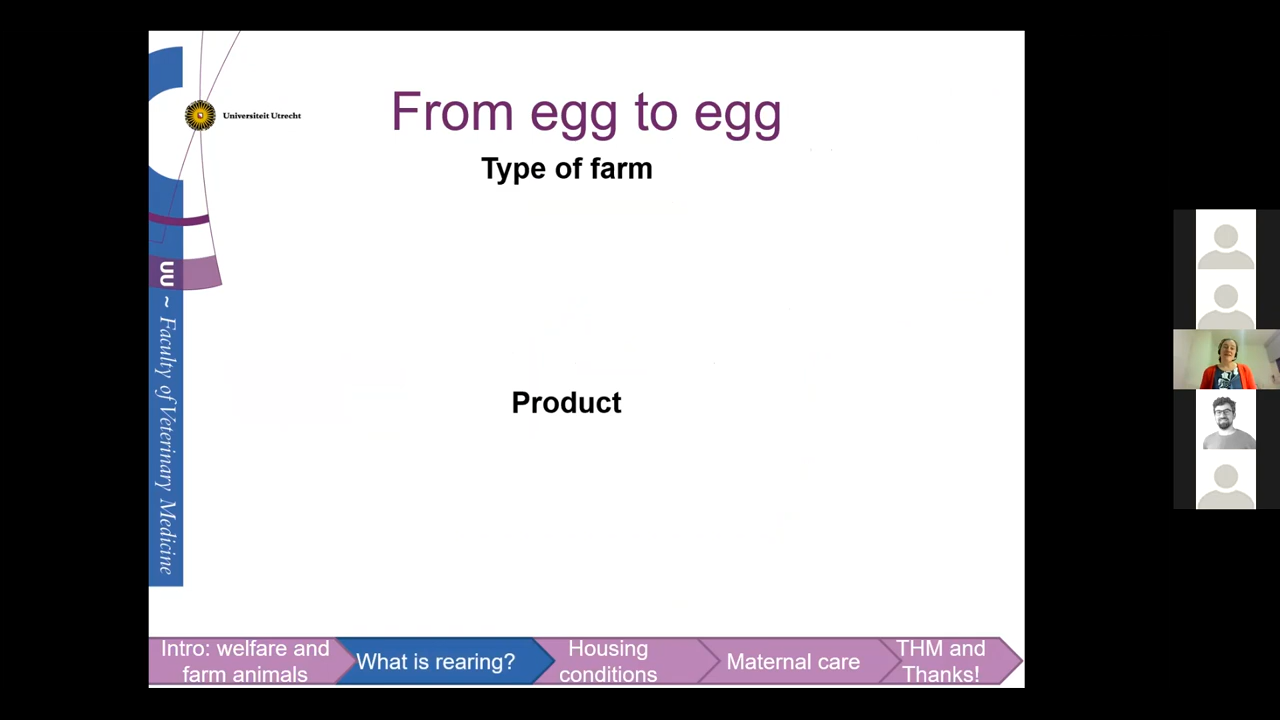 Universiteit Utrecht
From egg to egg
Type of farm
Product
UU ~ Faculty of Veterinary Medicine
Intro: welfare and
farm animals
What is rearing?
Housing
conditions
Maternal care
THM and
Thanks!